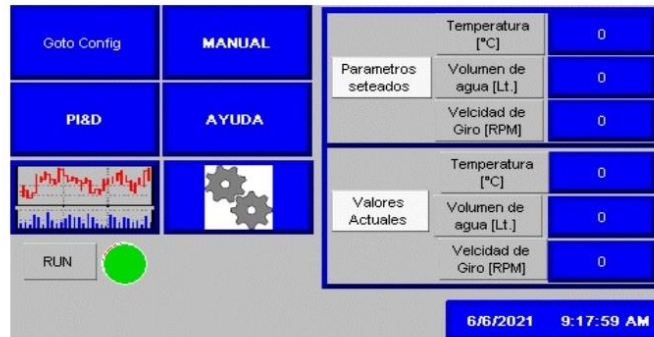 Goto Config
MANUAL
PI&D
AYUDA
RUN
Parametros
seteados
Temperatura
[°C]
0
Volumen de
agua [Lt.]
0
Velcidad de
Giro [RPM]
0
Valores
Actuales
Temperatura
[°C]
0
Volumen de
agua [Lt.]
0
Velcidad de
Giro [RPM]
0
6/6/2021 9:17:59 AM